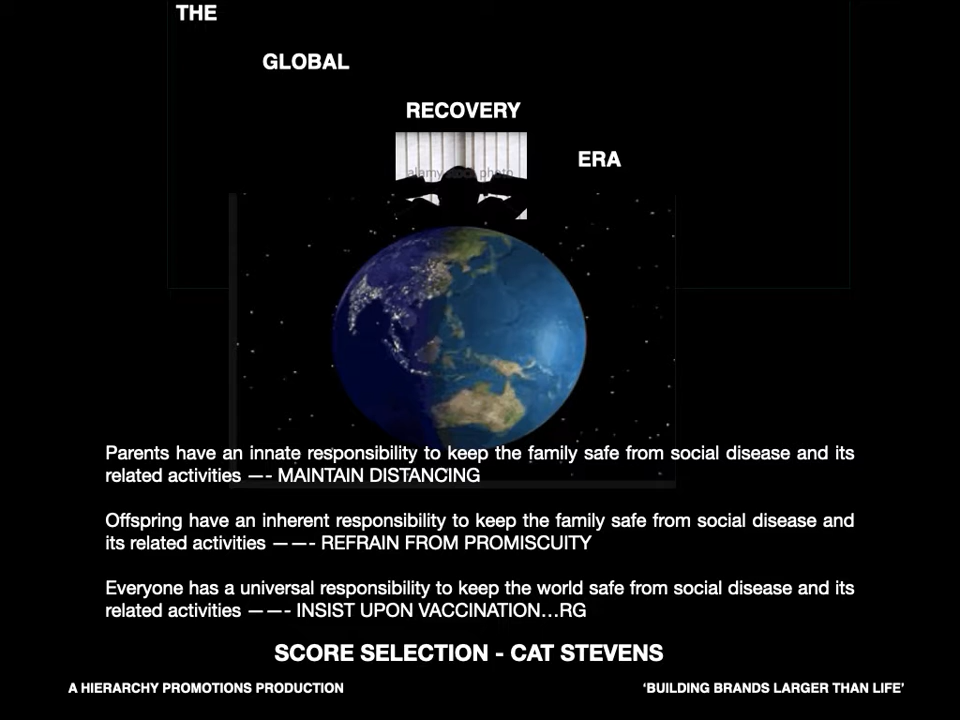 THE
GLOBAL
RECOVERY
ERA
alamy stock photo
Parents have an innate responsibility to keep the family safe from social disease and its
related activities —- MAINTAIN DISTANCING
Offspring have an inherent responsibility to keep the family safe from social disease and
its related activities ——- REFRAIN FROM PROMISCUITY
Everyone has a universal responsibility to keep the world safe from social disease and its
related activities ——- INSIST UPON VACCINATION...RG
SCORE SELECTION - CAT STEVENS
A HIERARCHY PROMOTIONS PRODUCTION
‘BUILDING BRANDS LARGER THAN LIFE’